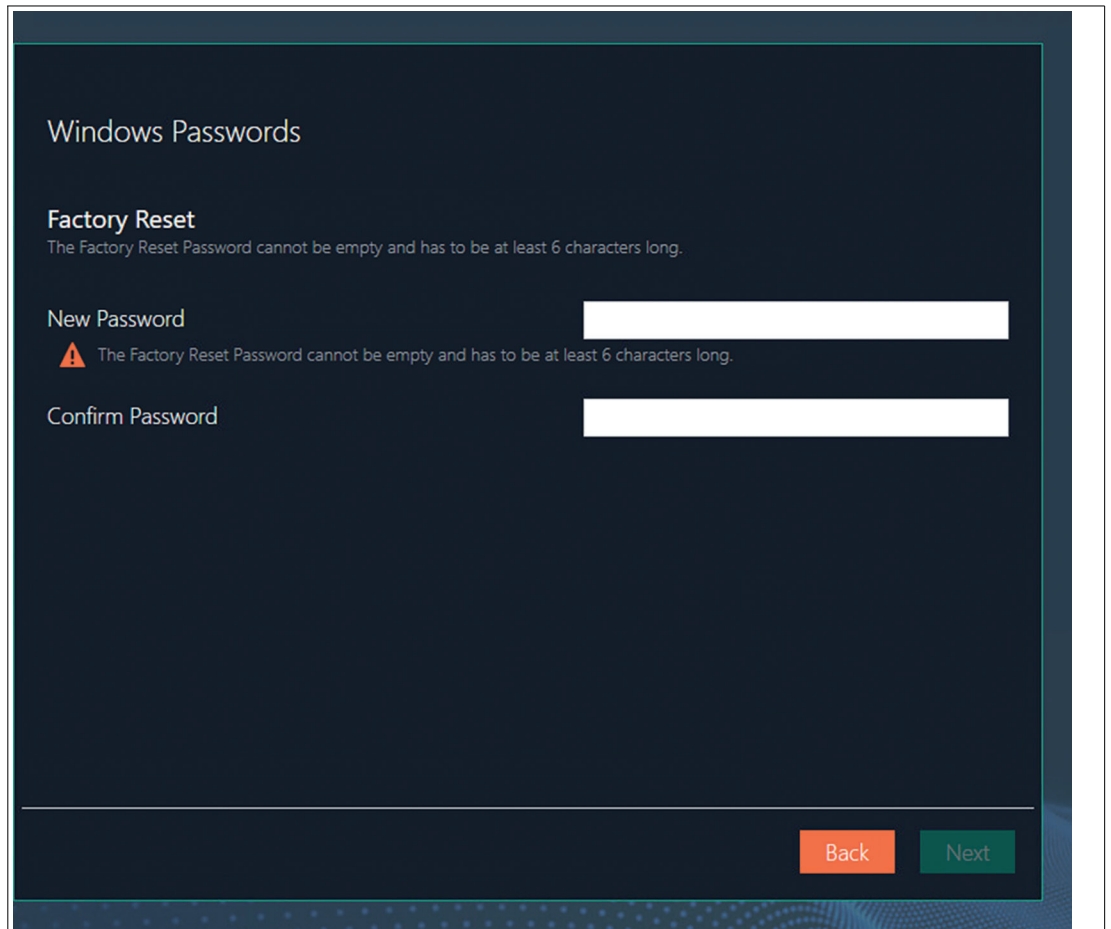 Windows Passwords
Factory Reset
The Factory Reset Password cannot be empty and has to be at least 6 characters long.
New Password
The Factory Reset Password cannot be empty and has to be at least 6 characters long.
Confirm Password
Back Next